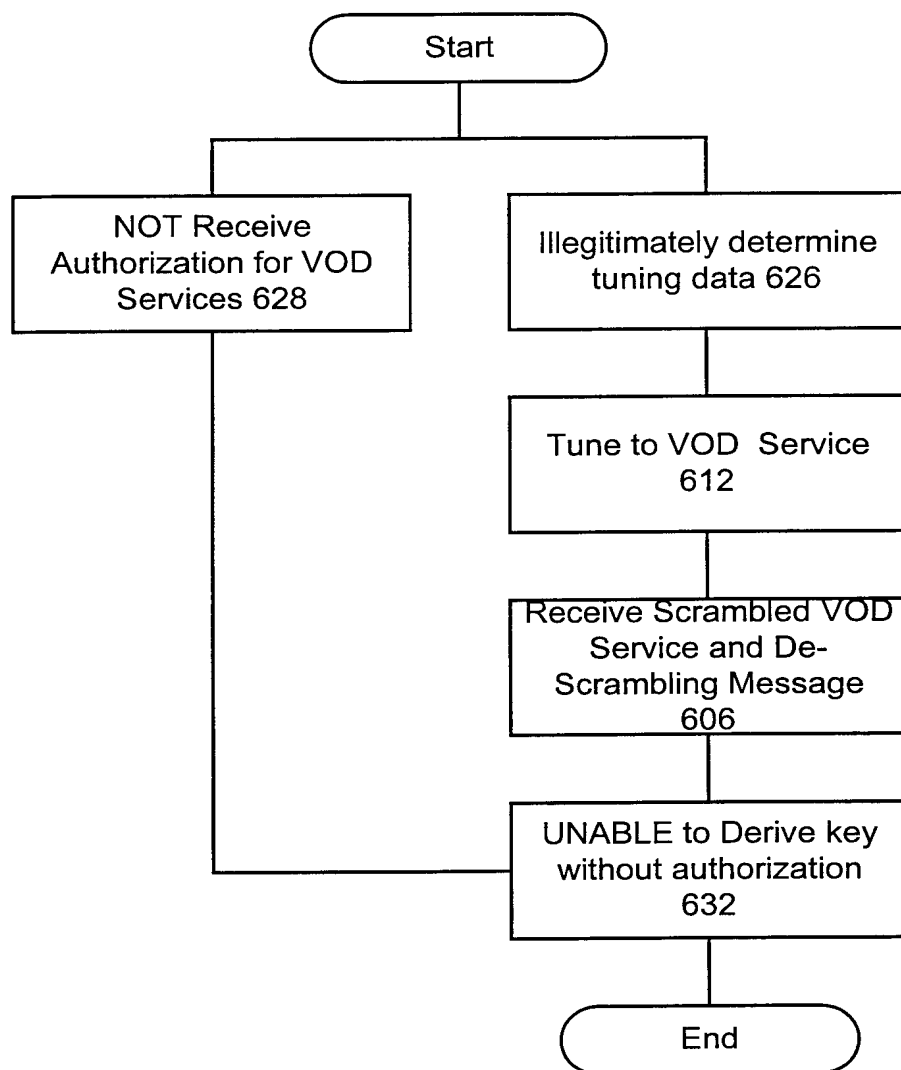 Start
NOT Receive
Authorization for VOD
Services 628
Illegitimately determine
tuning data 626
Tune to VOD Service
612
Receive Scrambled VOD
Service and De-
Scrambling Message
606
UNABLE to Derive key
without authorization
632
End